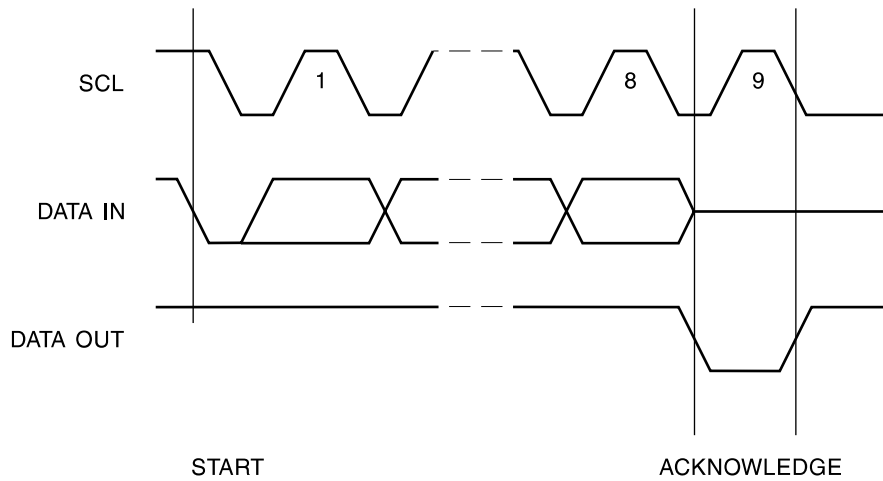 SCL
1
8
9
DATA IN
DATA OUT
START
ACKNOWLEDGE